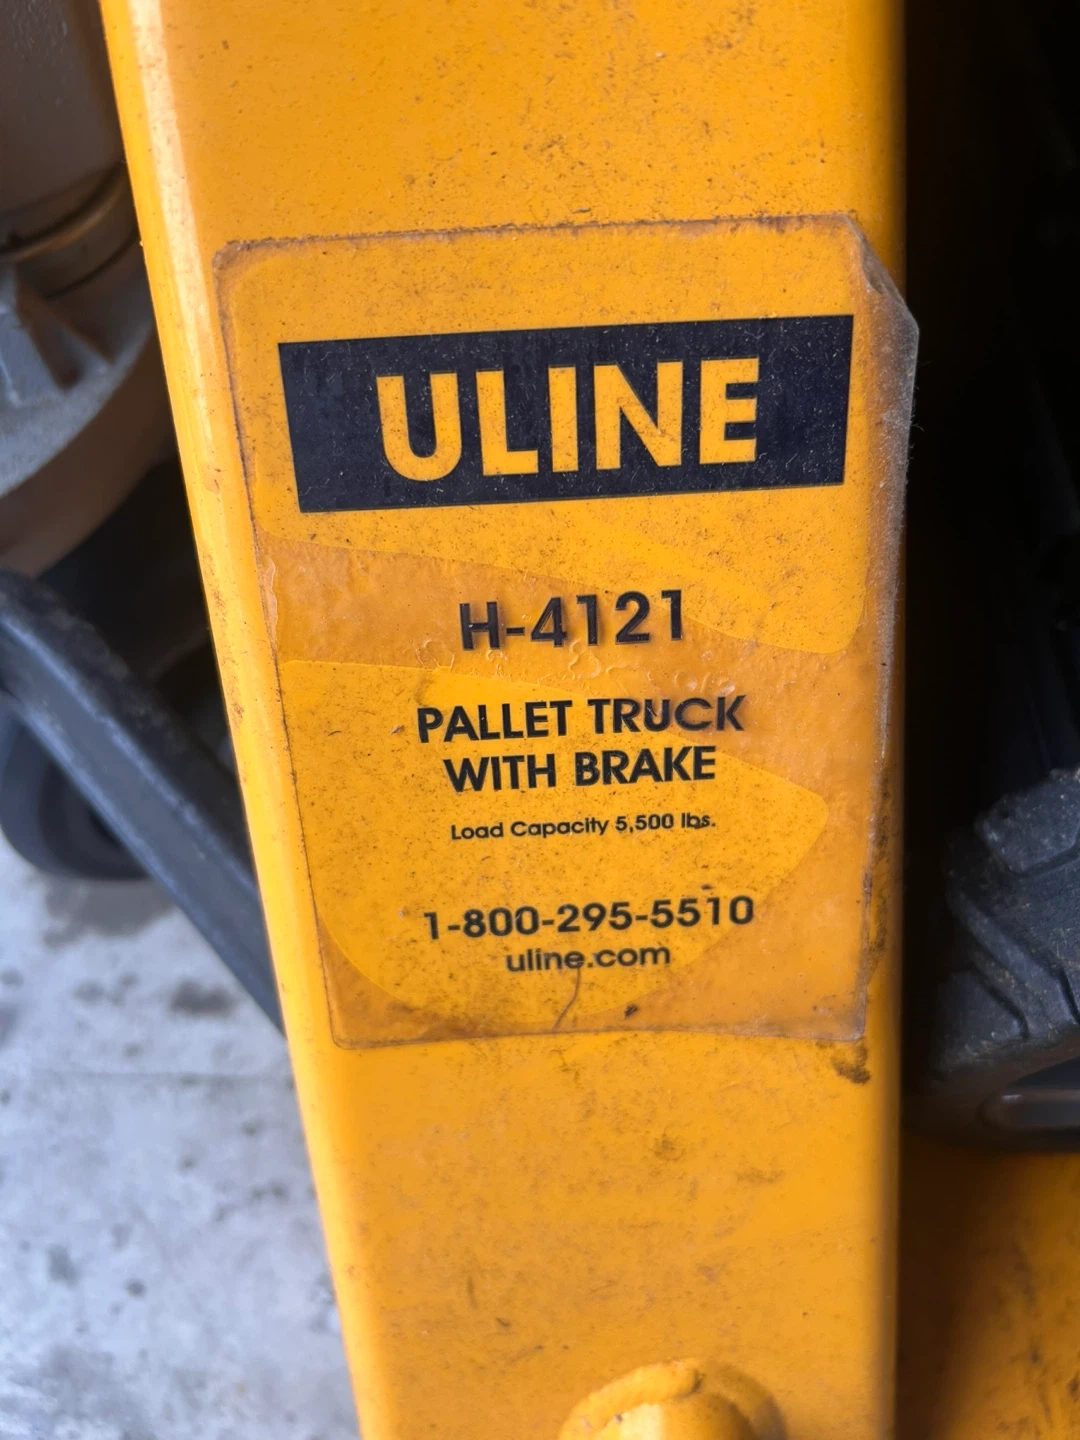 ULINE
H-4121
PALLET TRUCK
WITH BRAKE
Load Capacity 5,500 lbs.
1-800-295-5510
uline.com